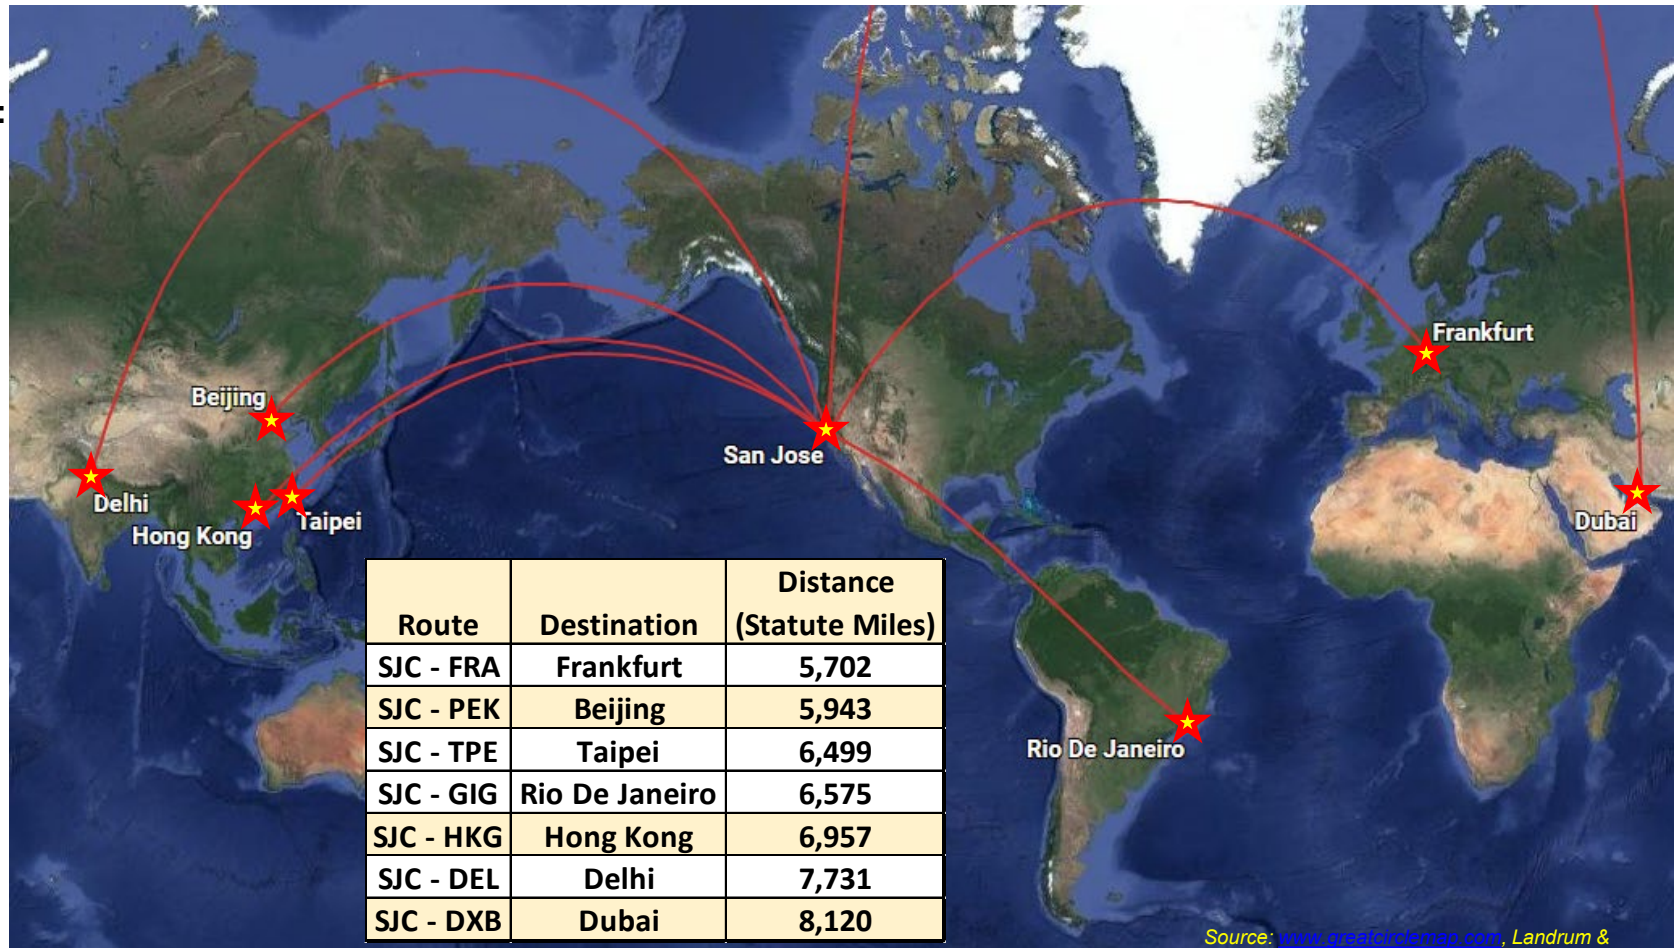 :
Frankfurt
Beijing
San Jose
Delhi
Taipei
Dubai
Hong Kong
Rio De Janeiro
Route Destination Distance
(Statute Miles)
SJC - FRA Frankfurt 5,702
SJC - PEK Beijing 5,943
SJC - TPE Taipei 6,499
SJC - GIG Rio De Janeiro 6,575
SJC - HKG Hong Kong 6,957
SJC - DEL Delhi 7,731
SJC - DXB Dubai 8,120
Source: www.greatcirclemap.com, Landrum &